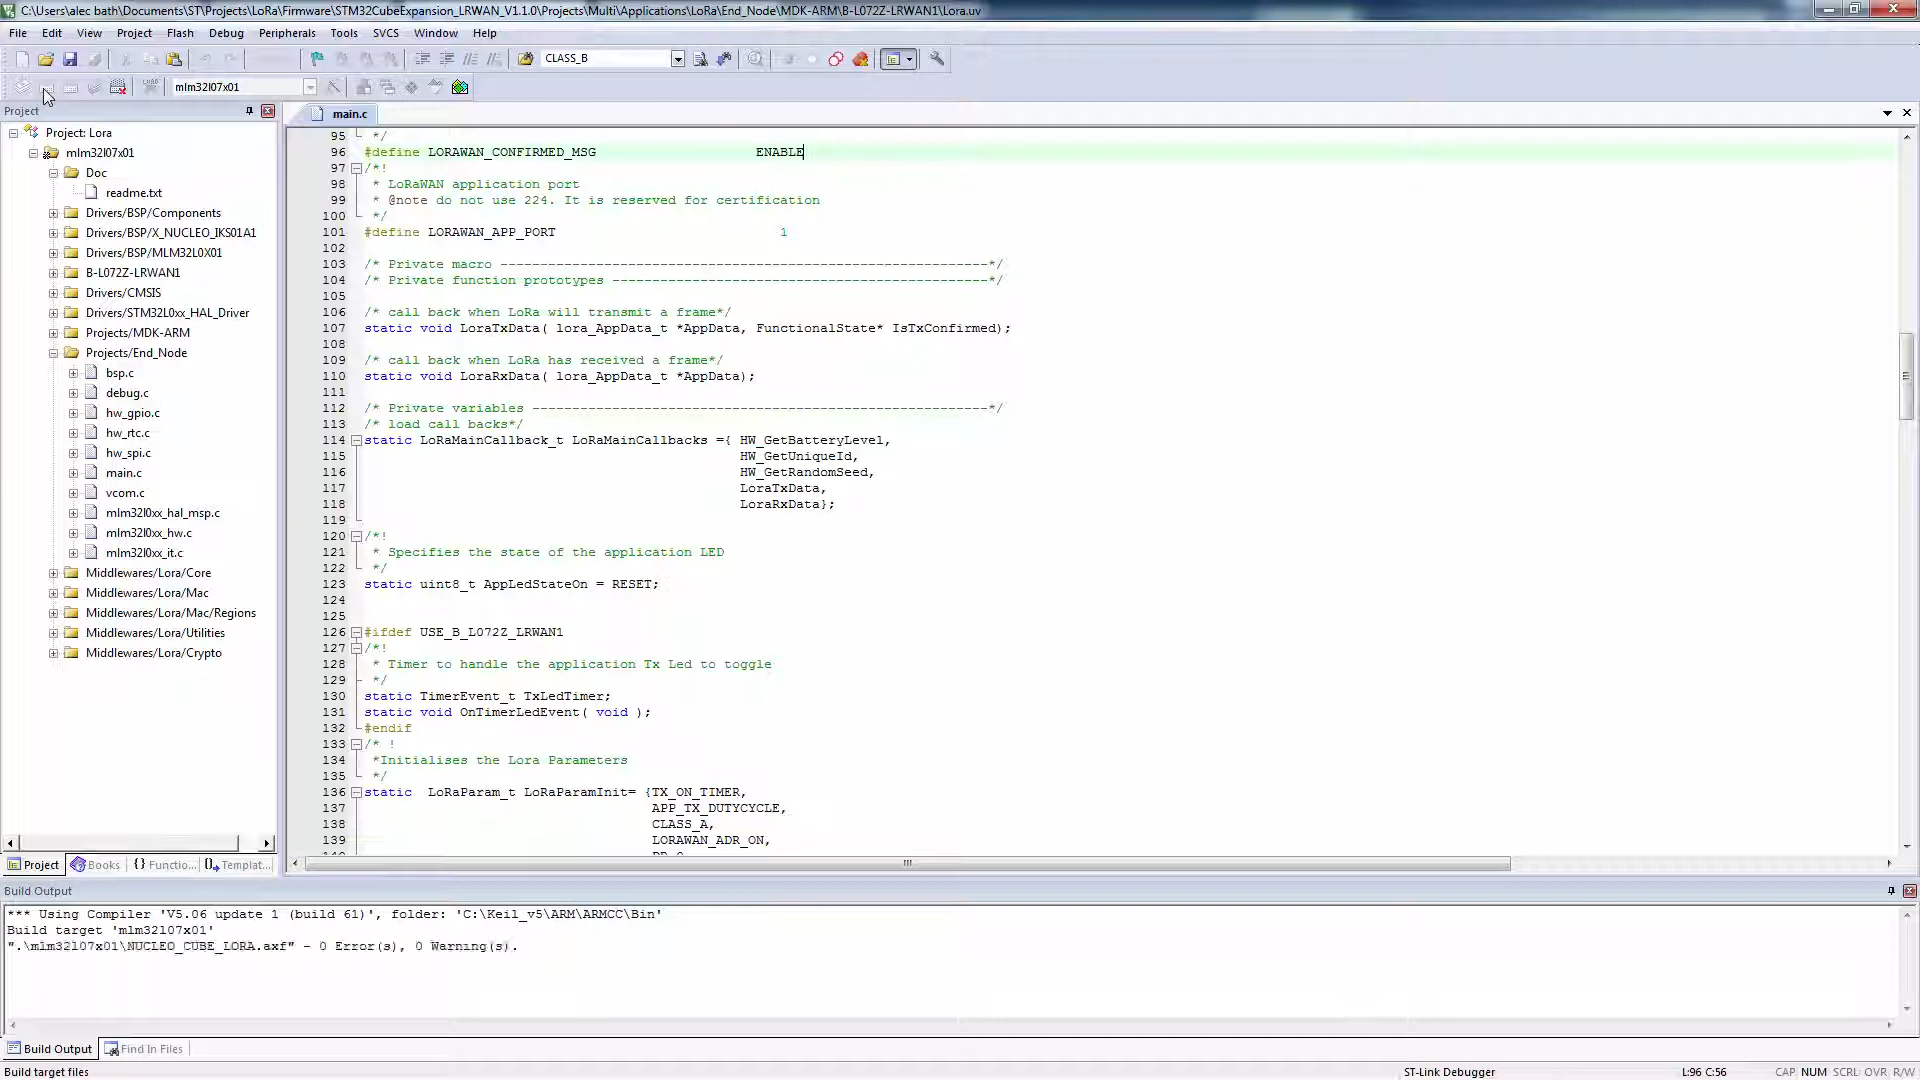 C:\Users\alec bath\Documents\ST\Projects\LoRa\Firmware\STM32CubeExpansion_LRWAN_V1.1.0\Projects\Multi\Applications\LoRa\End_Node\MDK-ARM\B-L072Z-LRWAN1\Lora.uv
File Edit View Project Flash Debug Peripherals Tools SVCS Window Help
CLASS_B
mlm32l07x01
Project
main.c
Project: Lora
mlm32l07x01
Doc
readme.txt
Drivers/BSP/Components
Drivers/BSP/X_NUCLEO_IKS01A1
Drivers/BSP/MLM32L0X01
B-L072Z-LRWAN1
Drivers/CMSIS
Drivers/STM32L0xx_HAL_Driver
Projects/MDK-ARM
Projects/End_Node
bsp.c
debug.c
hw_gpio.c
hw_rtc.c
hw_spi.c
main.c
vcom.c
mlm32l0xx_hal_msp.c
mlm32l0xx_hw.c
mlm32l0xx_it.c
Middlewares/Lora/Core
Middlewares/Lora/Mac
Middlewares/Lora/Mac/Regions
Middlewares/Lora/Utilities
Middlewares/Lora/Crypto
Project Books {} Functio... Templat...
95 */
96 #define LORAWAN_CONFIRMED_MSG ENABLE
97 /*!
98 * LoRaWAN application port
99 * @note do not use 224. It is reserved for certification
100 */
101 #define LORAWAN_APP_PORT 1
102
103 /* Private macro -------------------------------------------------------------*/
104 /* Private function prototypes -----------------------------------------------*/
105
106 /* call back when LoRa will transmit a frame*/
107 static void LoraTxData( lora_AppData_t *AppData, FunctionalState* IsTxConfirmed);
108
109 /* call back when LoRa has received a frame*/
110 static void LoraRxData( lora_AppData_t *AppData);
111
112 /* Private variables ---------------------------------------------------------*/
113 /* load call backs*/
114 static LoRaMainCallback_t LoRaMainCallbacks ={ HW_GetBatteryLevel,
115 HW_GetUniqueId,
116 HW_GetRandomSeed,
117 LoraTxData,
118 LoraRxData};
119
120 /*!
121 * Specifies the state of the application LED
122 */
123 static uint8_t AppLedStateOn = RESET;
124
125
126 #ifdef USE_B_L072Z_LRWAN1
127 /*!
128 * Timer to handle the application Tx Led to toggle
129 */
130 static TimerEvent_t TxLedTimer;
131 static void OnTimerLedEvent( void );
132 #endif
133 /* !
134 *Initialises the Lora Parameters
135 */
136 static LoRaParam_t LoRaParamInit= {TX_ON_TIMER,
137 APP_TX_DUTYCYCLE,
138 CLASS_A,
139 LORAWAN_ADR_ON,
Build Output
*** Using Compiler 'V5.06 update 1 (build 61)', folder: 'C:\Keil_v5\ARM\ARMCC\Bin'
Build target 'mlm32l07x01'
".\mlm32l07x01\NUCLEO_CUBE_LORA.axf" - 0 Error(s), 0 Warning(s).
Build Output Find In Files
Build target files ST-Link Debugger L:96 C:56 CAP NUM SCRL OVR R/W